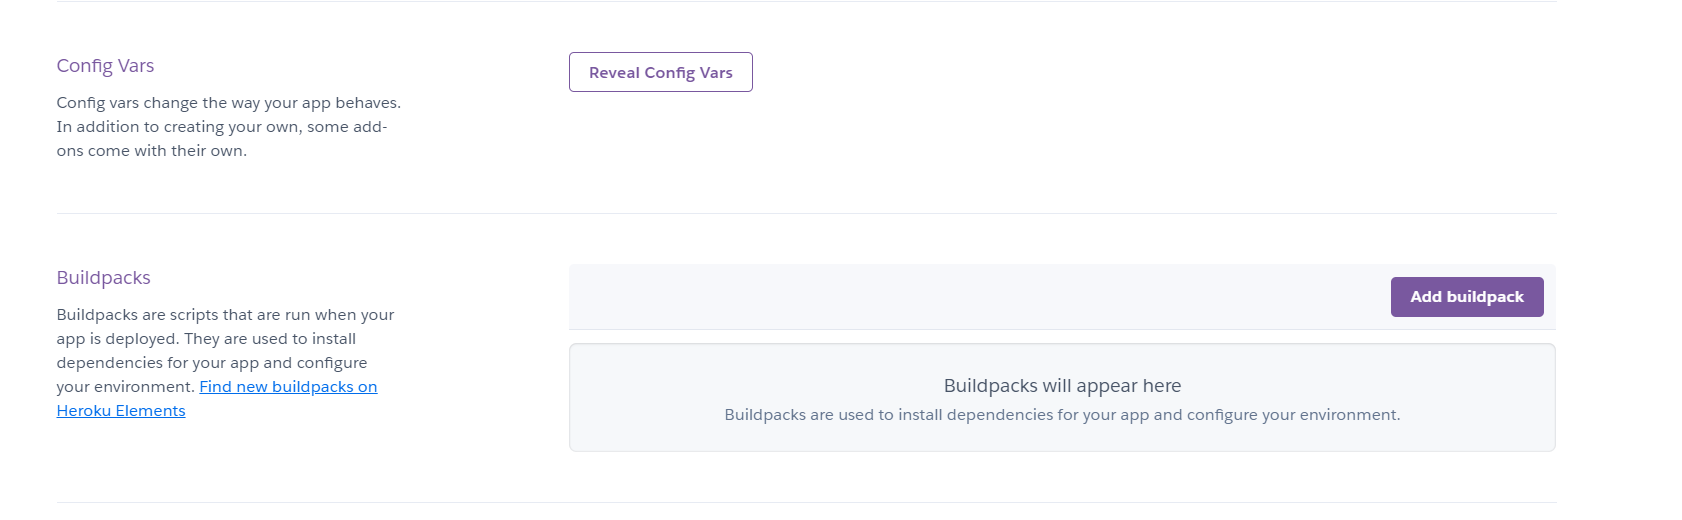 Config Vars
Reveal Config Vars
Config vars change the way your app behaves.
In addition to creating your own, some add-
ons come with their own.
Buildpacks
Add buildpack
Buildpacks are scripts that are run when your
app is deployed. They are used to install
dependencies for your app and configure
your environment. Find new buildpacks on
Heroku Elements
Buildpacks will appear here
Buildpacks are used to install dependencies for your app and configure your environment.